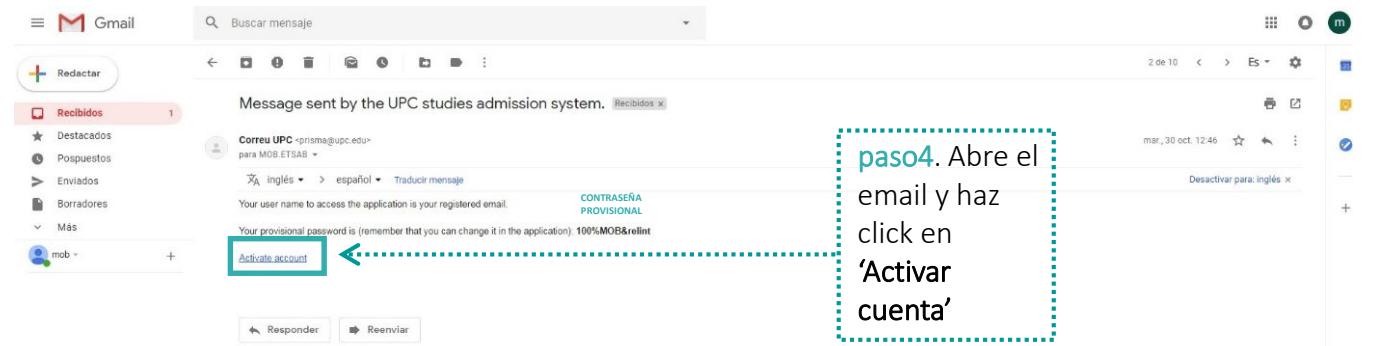 Gmail
Buscar mensaje
m
Redactar
2 de 10
Es
Recibidos 1
Message sent by the UPC studies admission system. Recibidos x
Destacados
Correu UPC <prisma@upc.edu>
mar., 30 oct. 12:46
para MOB.ETSAB
Pospuestos
Enviados
inglés > español Traducir mensaje
Desactivar para: inglés x
Borradores
Your user name to access the application is your registered email.
CONTRASEÑA
PROVISIONAL
Más
Your provisional password is (remember that you can change it in the application): 100%MOB&relint
mob
Activate account
Responder
Reenviar
paso4. Abre el
email y haz
click en
‘Activar
cuenta’